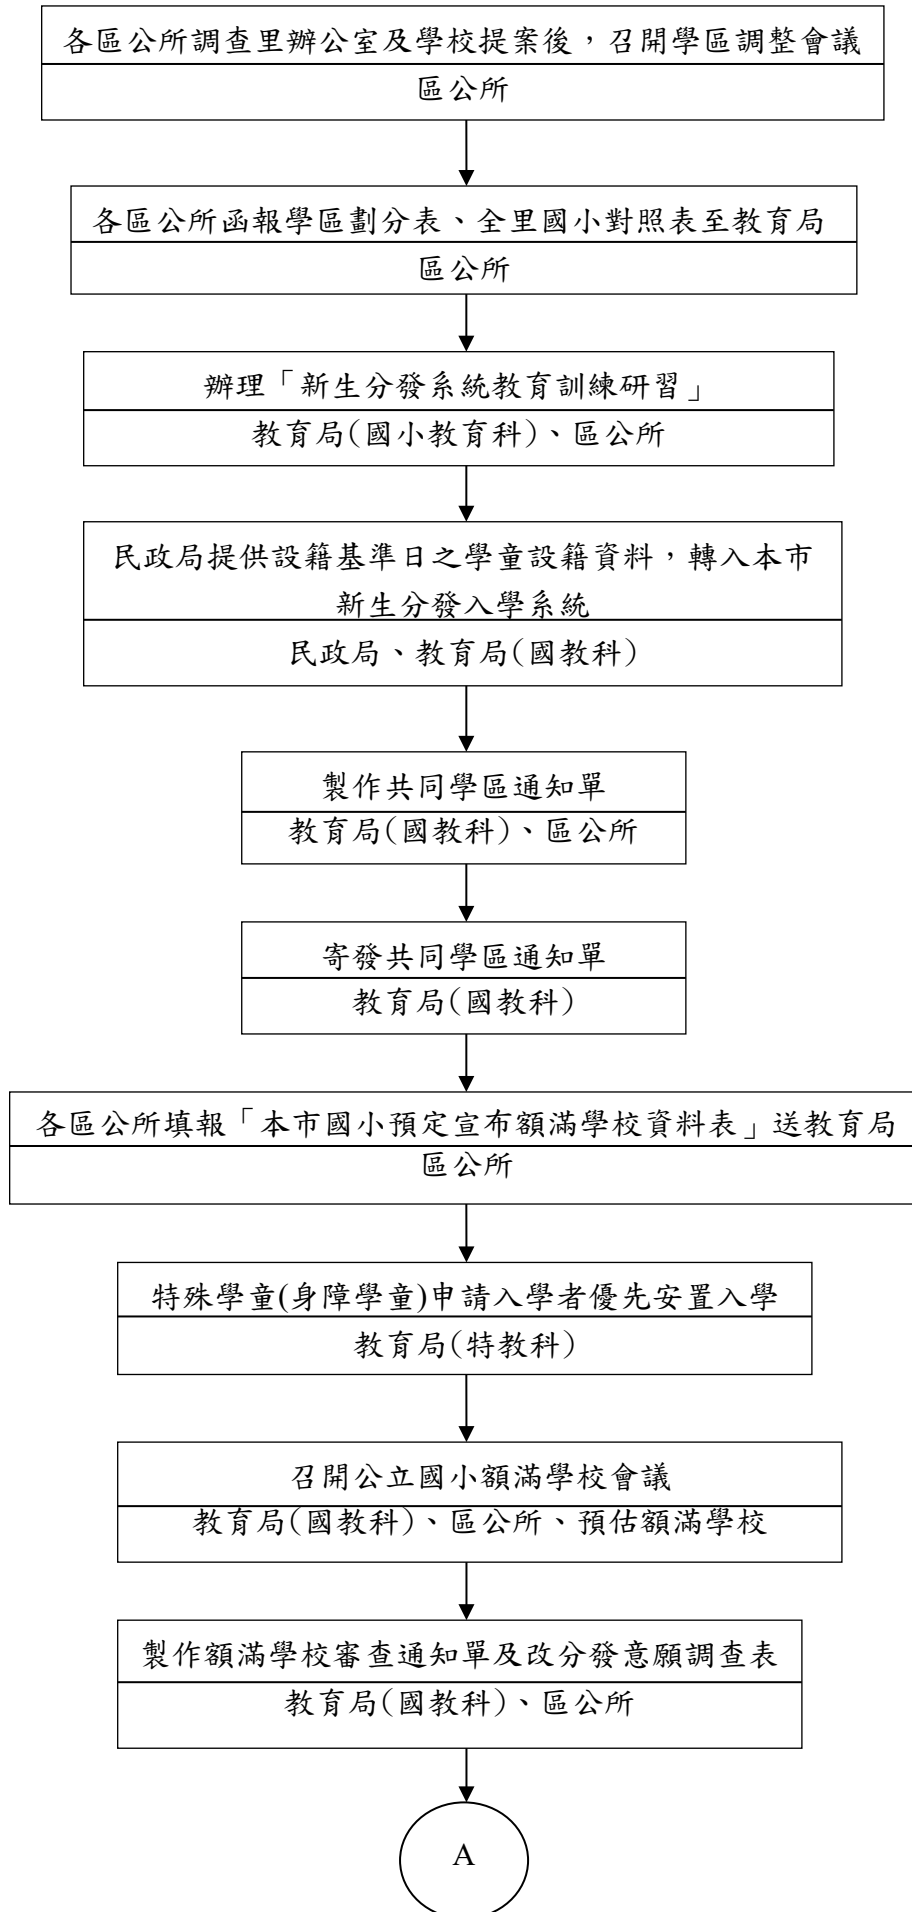 各區公所調查里辦公室及學校提案後，召開學區調整會議
區公所
各區公所函報學區劃分表、全里國小對照表至教育局
區公所
辦理「新生分發系統教育訓練研習」
教育局(國小教育科)、區公所
民政局提供設籍基準日之學童設籍資料，轉入本市
新生分發入學系統
民政局、教育局(國教科)
製作共同學區通知單
教育局(國教科)、區公所
寄發共同學區通知單
教育局(國教科)
各區公所填報「本市國小預定宣布額滿學校資料表」送教育局
區公所
特殊學童(身障學童)申請入學者優先安置入學
教育局(特教科)
召開公立國小額滿學校會議
教育局(國教科)、區公所、預估額滿學校
製作額滿學校審查通知單及改分發意願調查表
教育局(國教科)、區公所
A